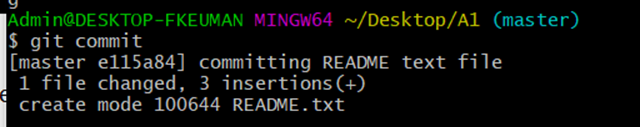 Admin@DESKTOP-FKEUMAN MINGW64 ~/Desktop/A1 (master)
$ git commit
[master e115a84] committing README text file
 1 file changed, 3 insertions(+)
 create mode 100644 README.txt